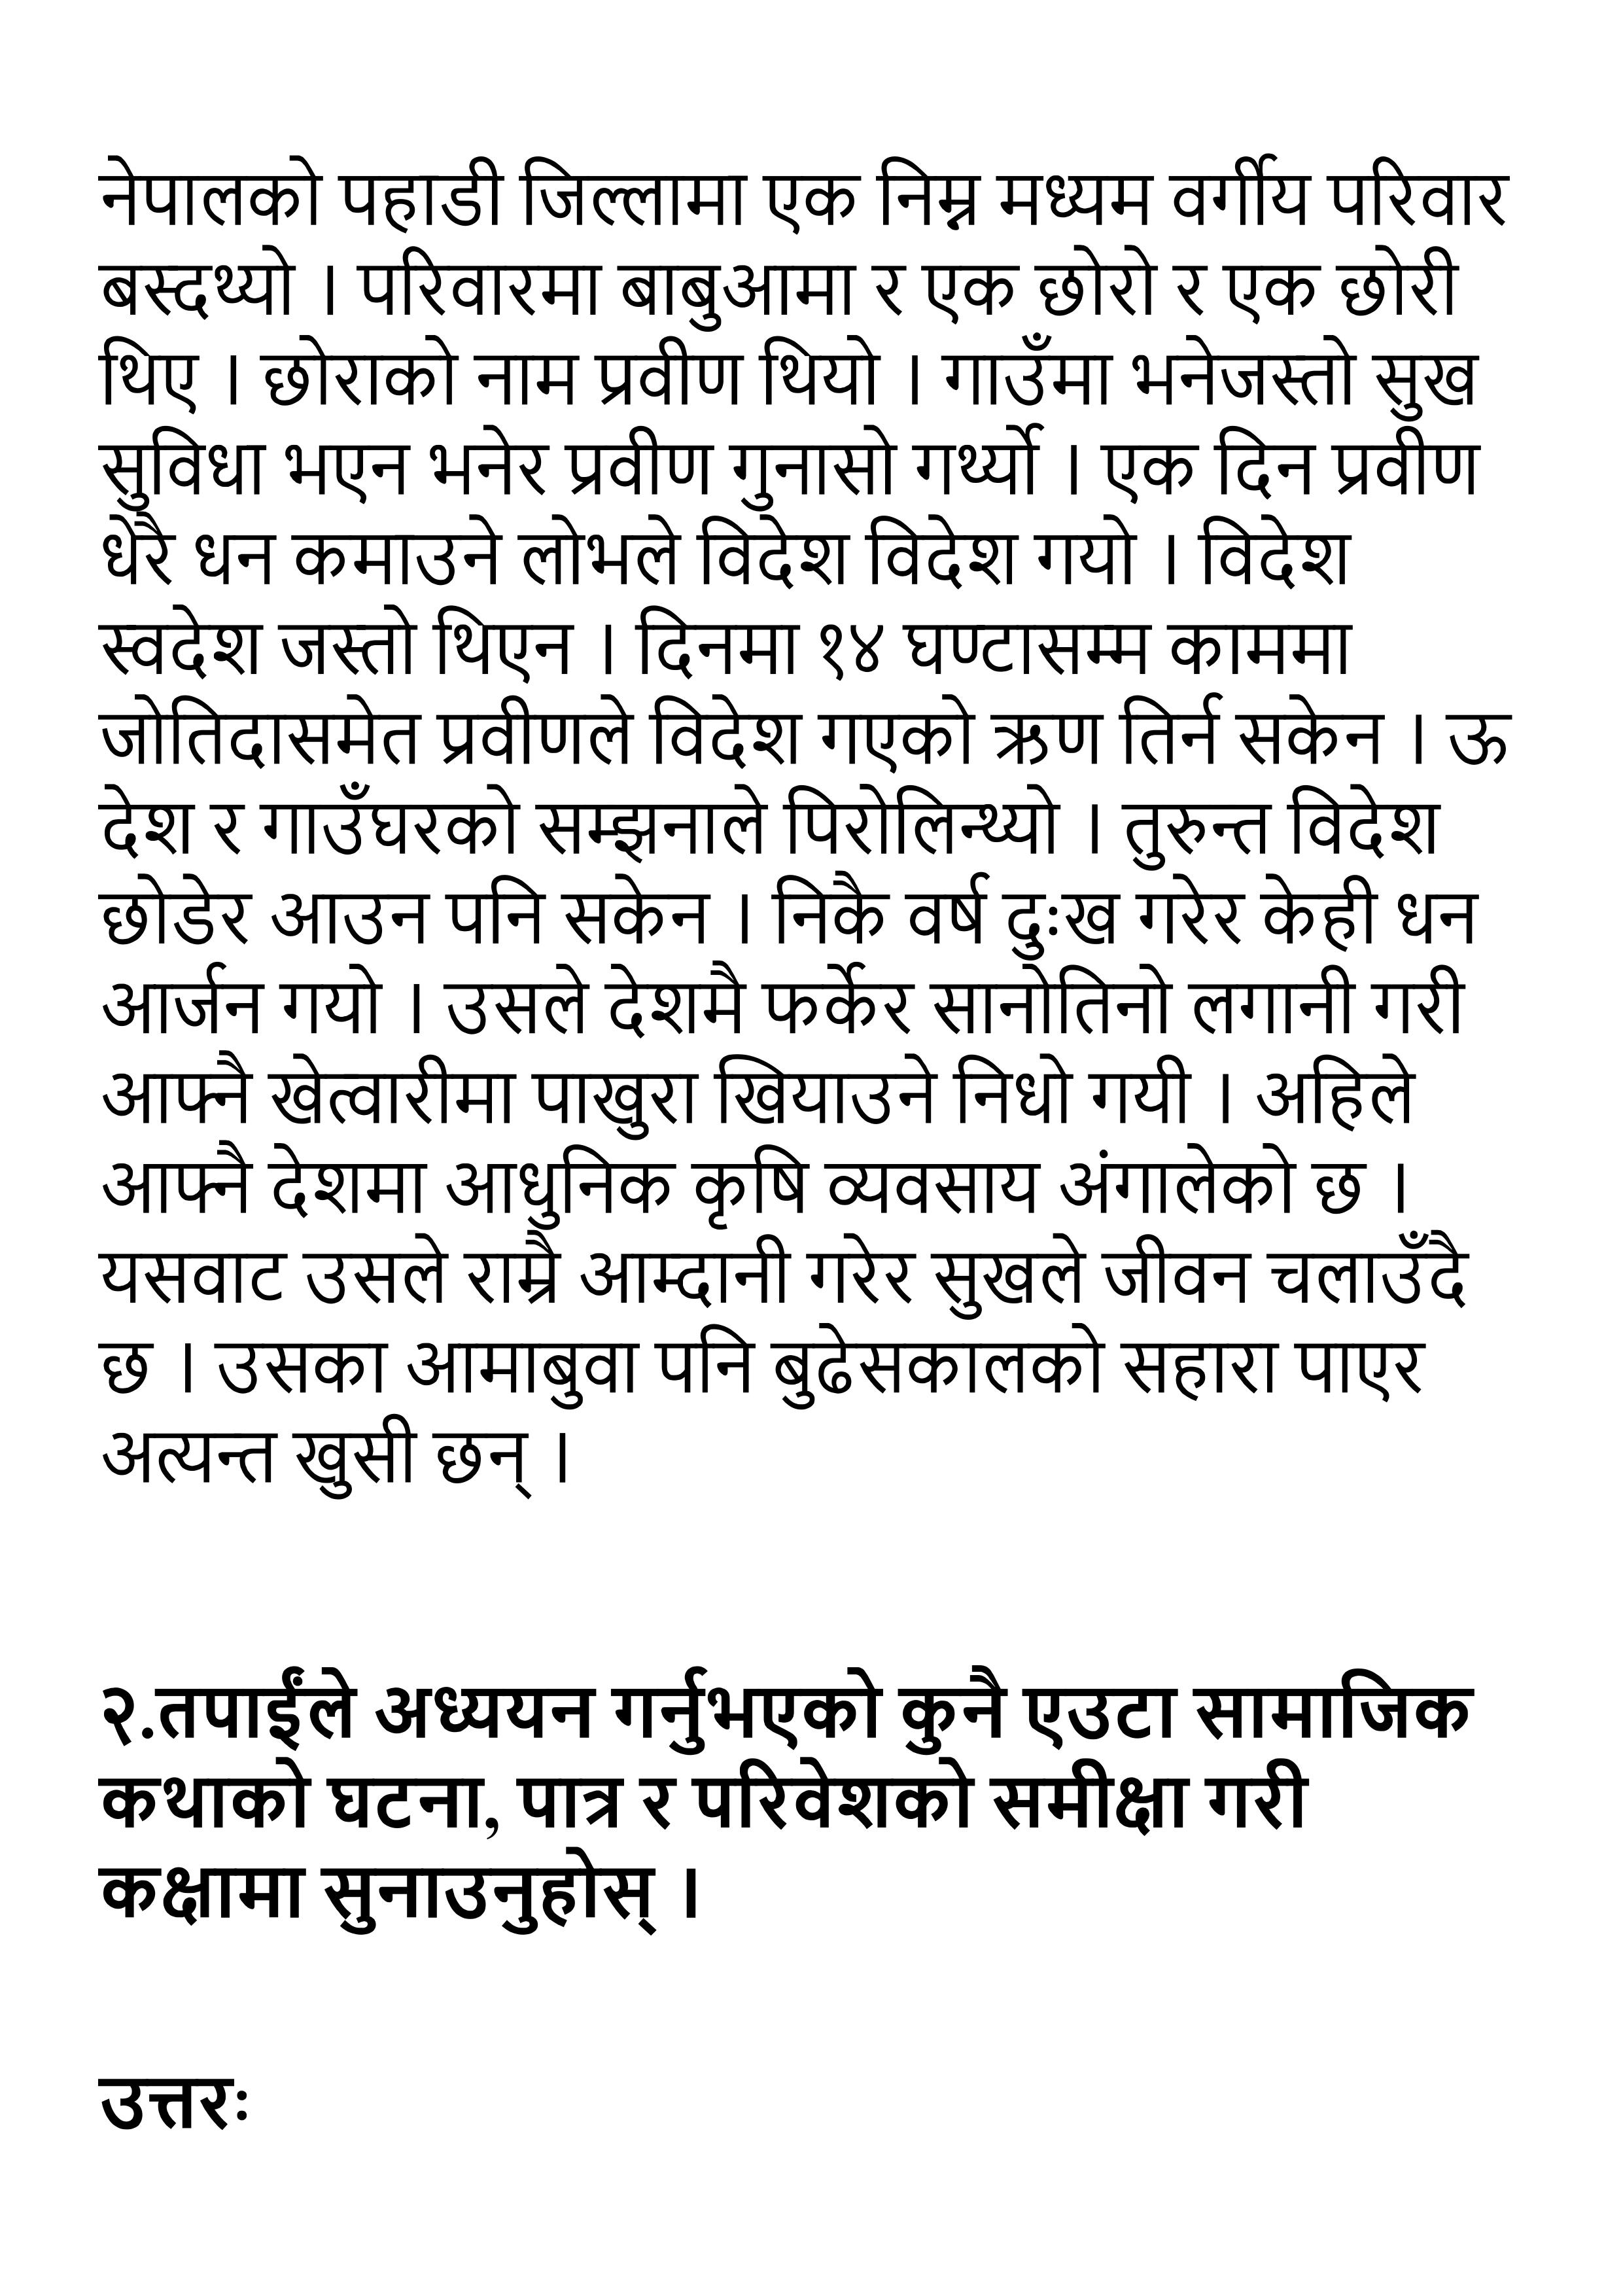 नेपालको पहाडी जिल्लामा एक निम्न मध्यम वर्गीय परिवार
बस्दथ्यो । परिवारमा बाबुआमा र एक छोरो र एक छोरी
थिए । छोराको नाम प्रवीण थियो । गाउँमा भनेजस्तो सुख
सुविधा भएन भनेर प्रवीण गुनासो गर्थ्यो । एक दिन प्रवीण
धेरै धन कमाउने लोभले विदेश विदेश गयो । विदेश
स्वदेश जस्तो थिएन । दिनमा १४ घण्टासम्म काममा
जोतिदासमेत प्रवीणले विदेश गएको ऋण तिर्न सकेन । ऊ
देश र गाउँघरको सम्झनाले पिरोलिन्थ्यो । तुरुन्त विदेश
छोडेर आउन पनि सकेन । निकै वर्ष दुःख गरेर केही धन
आर्जन गयो । उसले देशमै फर्केर सानोतिनो लगानी गरी
आफ्नै खेत्वारीमा पाखुरा खियाउने निधो गयी । अहिले
आफ्नै देशमा आधुनिक कृषि व्यवसाय अंगालेको छ ।
यसवाट उसले राम्रै आम्दानी गरेर सुखले जीवन चलाउँदै
छ । उसका आमाबुवा पनि बुढेसकालको सहारा पाएर
अत्यन्त खुसी छन् ।
२.तपाईंले अध्ययन गर्नुभएको कुनै एउटा सामाजिक
कथाको घटना, पात्र र परिवेशको समीक्षा गरी
कक्षामा सुनाउनुहोस् ।
उत्तरः